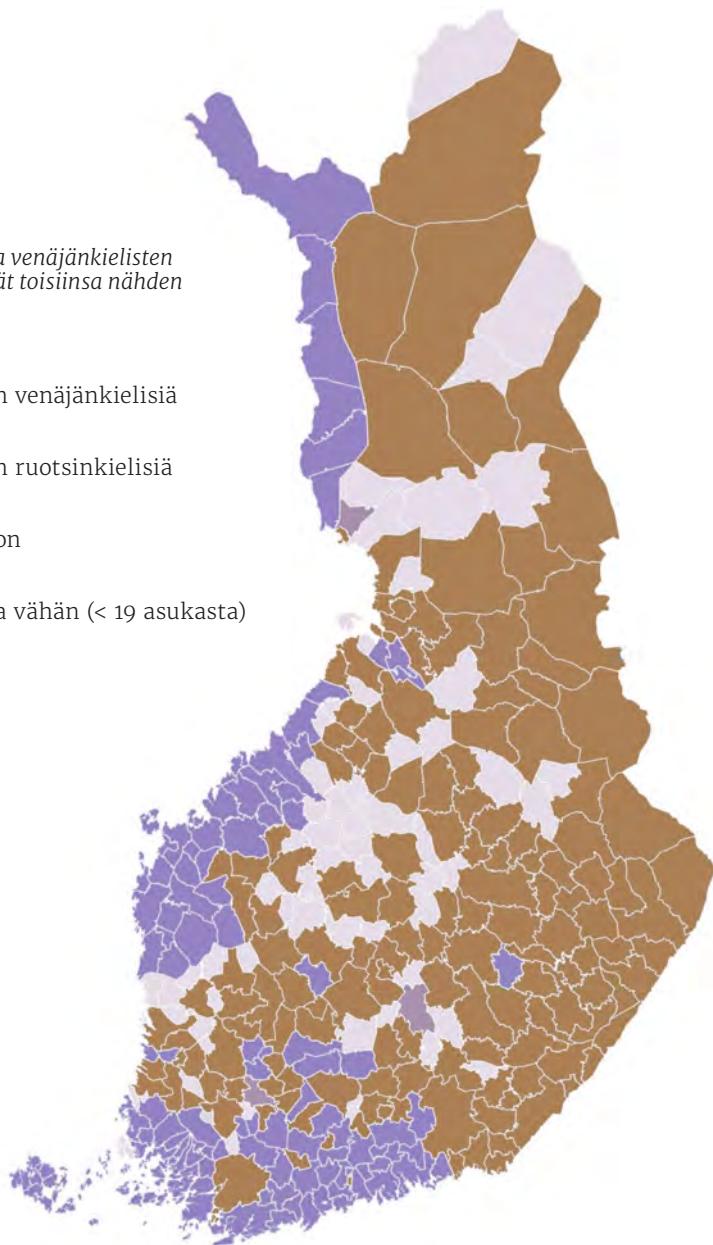 a venäjänkielisten
ät toisiinsa nähden
n venäjänkielisiä
n ruotsinkielisiä
on
a vähän (< 19 asukasta)